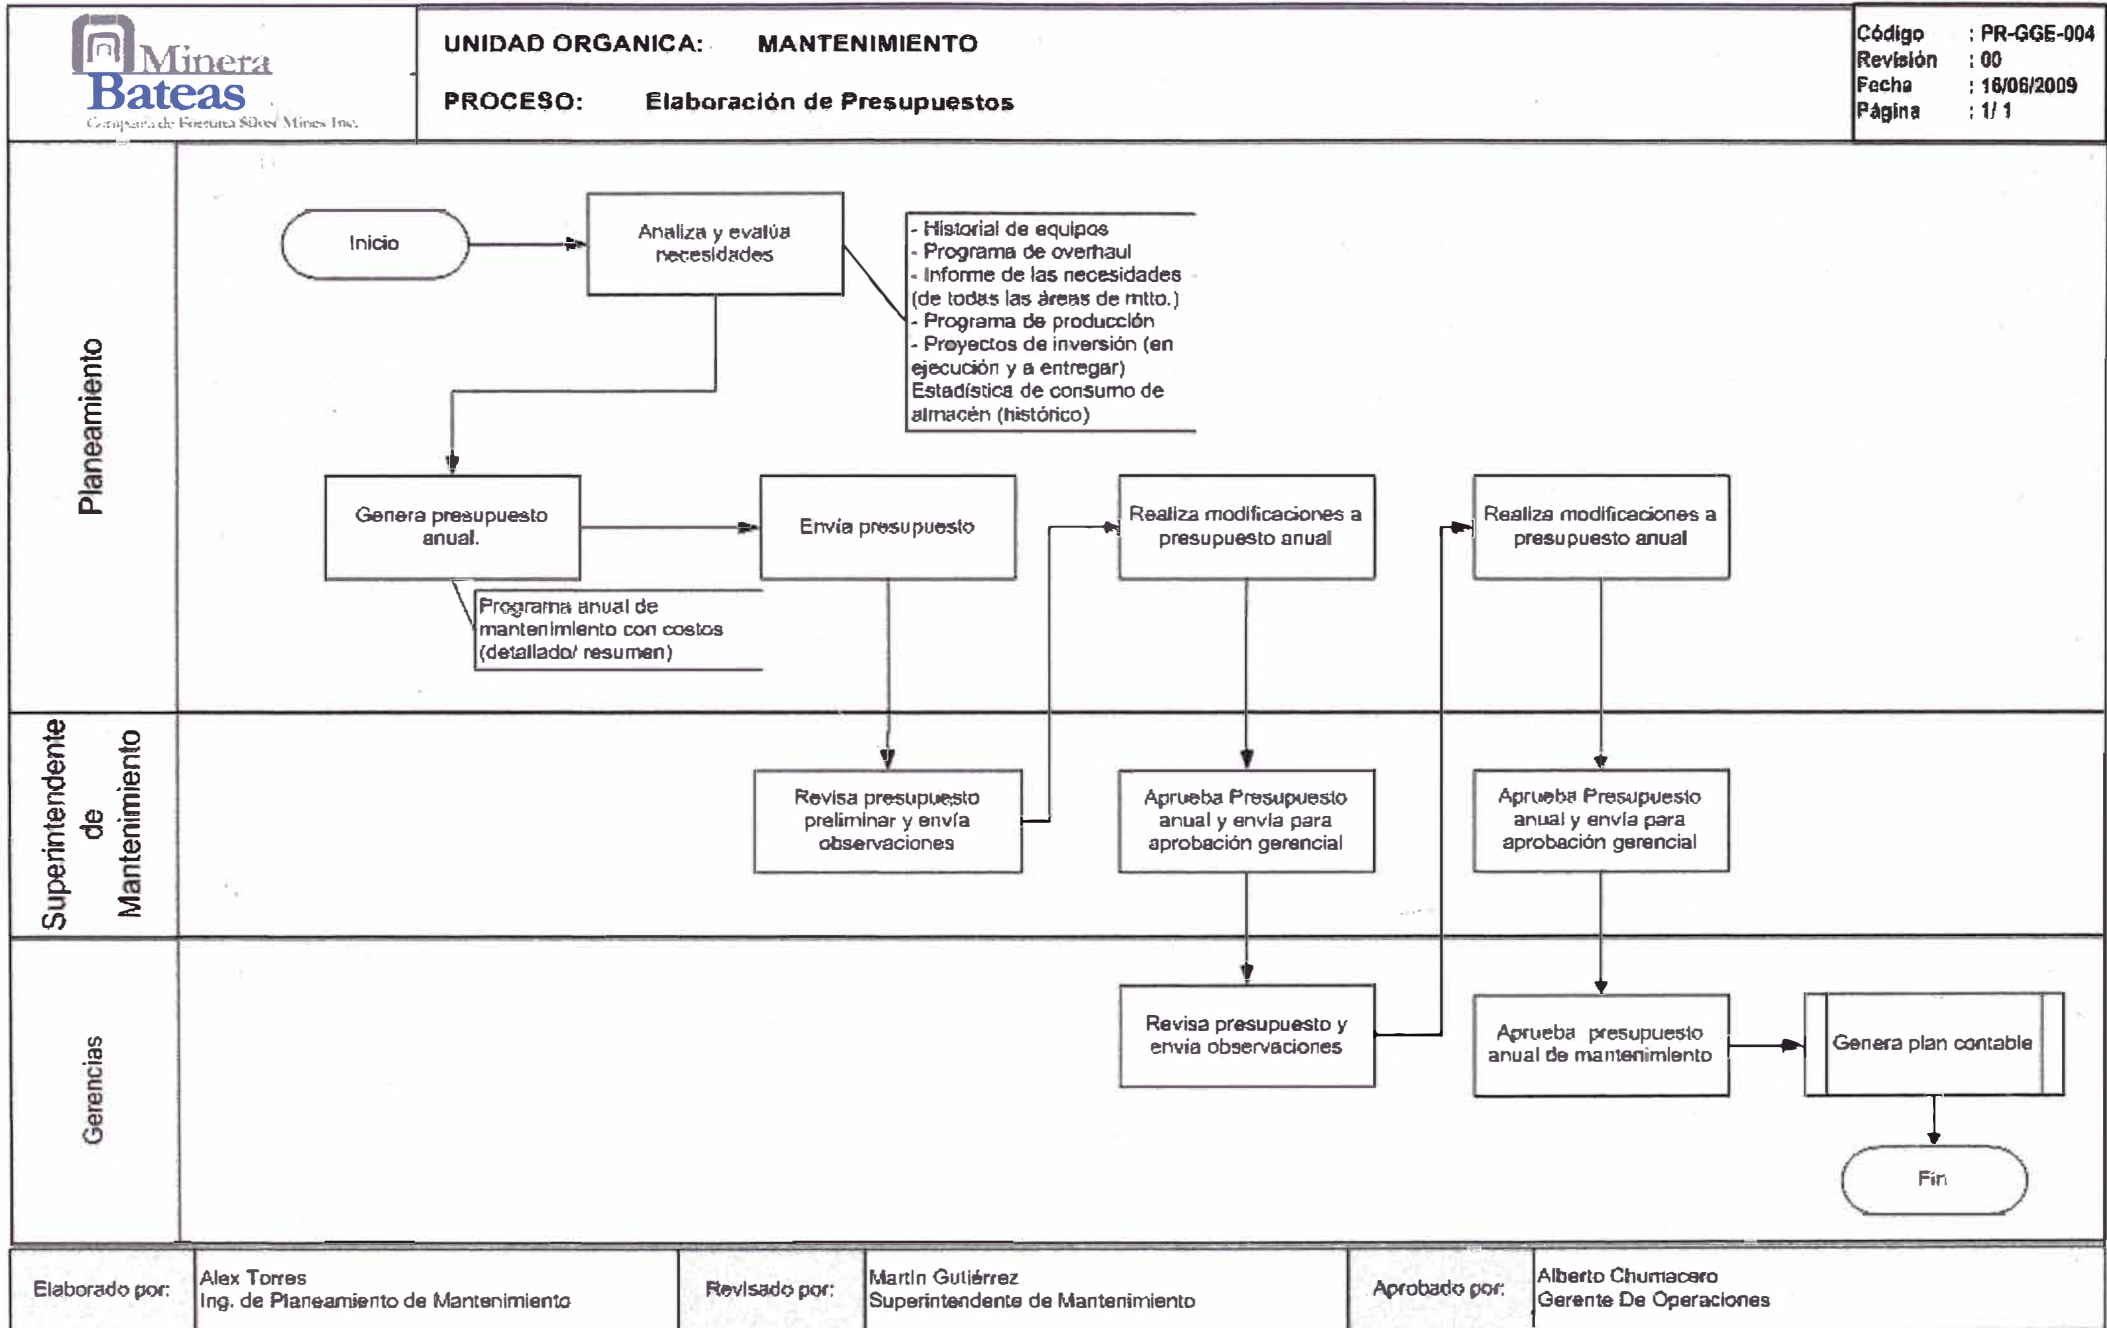 Minera
Bateas
Compañía de Fortuna Silver Mines Inc.
UNIDAD ORGANICA: MANTENIMIENTO
PROCESO: Elaboración de Presupuestos
Código : PR-GGE-004
Revisión : 00
Fecha : 16/06/2009
Página : 1/ 1
Planeamiento
Inicio
Analiza y evalúa
necesidades
- Historial de equipos
- Programa de overhaul
- Informe de las necesidades
(de todas las áreas de mtto.)
- Programa de producción
- Proyectos de inversión (en
ejecución y a entregar)
Estadística de consumo de
almacén (histórico)
Genera presupuesto
anual.
Envía presupuesto
Realiza modificaciones a
presupuesto anual
Realiza modificaciones a
presupuesto anual
Programa anual de
mantenimiento con costos
(detallado/ resumen)
Superintendente
de
Mantenimiento
Revisa presupuesto
preliminar y envía
observaciones
Aprueba Presupuesto
anual y envía para
aprobación gerencial
Aprueba Presupuesto
anual y envía para
aprobación gerencial
Gerencias
Revisa presupuesto y
envía observaciones
Aprueba presupuesto
anual de mantenimiento
Genera plan contable
Fin
Elaborado por:
Alex Torres
Ing. de Planeamiento de Mantenimiento
Revisado por:
Martín Gutiérrez
Superintendente de Mantenimiento
Aprobado por:
Alberto Chumacero
Gerente De Operaciones